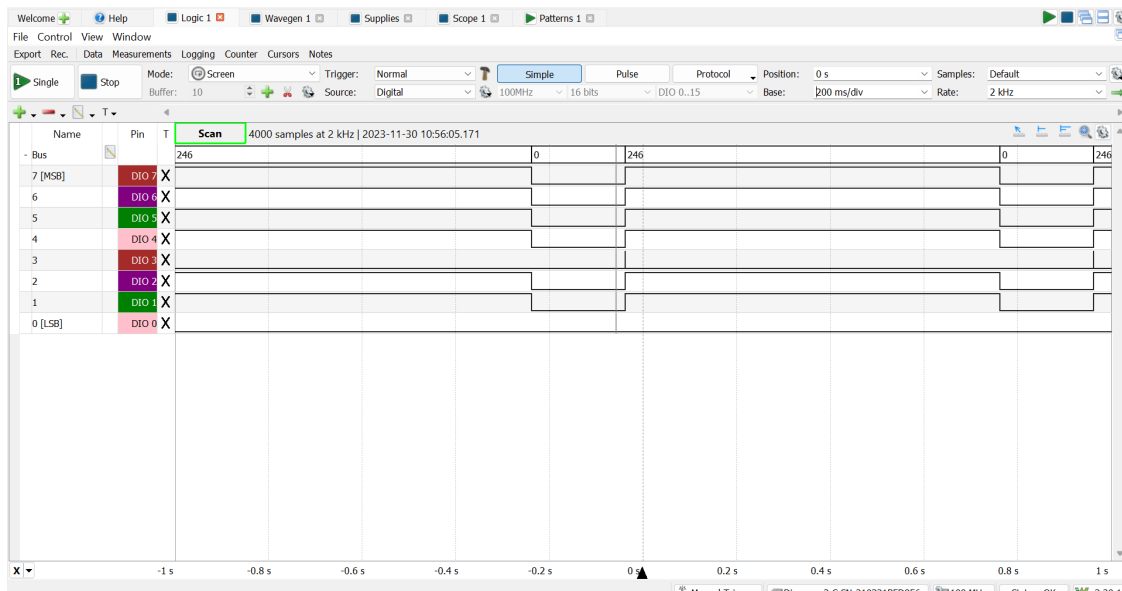 Welcome Help Logic 1 Wavegen 1 Supplies Scope 1 Patterns 1
File Control View Window
Export Rec. Data Measurements Logging Counter Cursors Notes
Single Stop Mode: Screen Trigger: Normal Simple Pulse Protocol Position: 0 s Samples: Default
Buffer: 10 Source: Digital 100MHz 16 bits DIO 0..15 Base: 200 ms/div Rate: 2 kHz
T
Name Pin T Scan 4000 samples at 2 kHz | 2023-11-30 10:56:05.171
- Bus 246 0 246 0 246
7 [MSB] DIO 7 X
6 DIO 6 X
5 DIO 5 X
4 DIO 4 X
3 DIO 3 X
2 DIO 2 X
1 DIO 1 X
0 [LSB] DIO 0 X
X -1 s -0.8 s -0.6 s -0.4 s -0.2 s 0 s 0.2 s 0.4 s 0.6 s 0.8 s 1 s